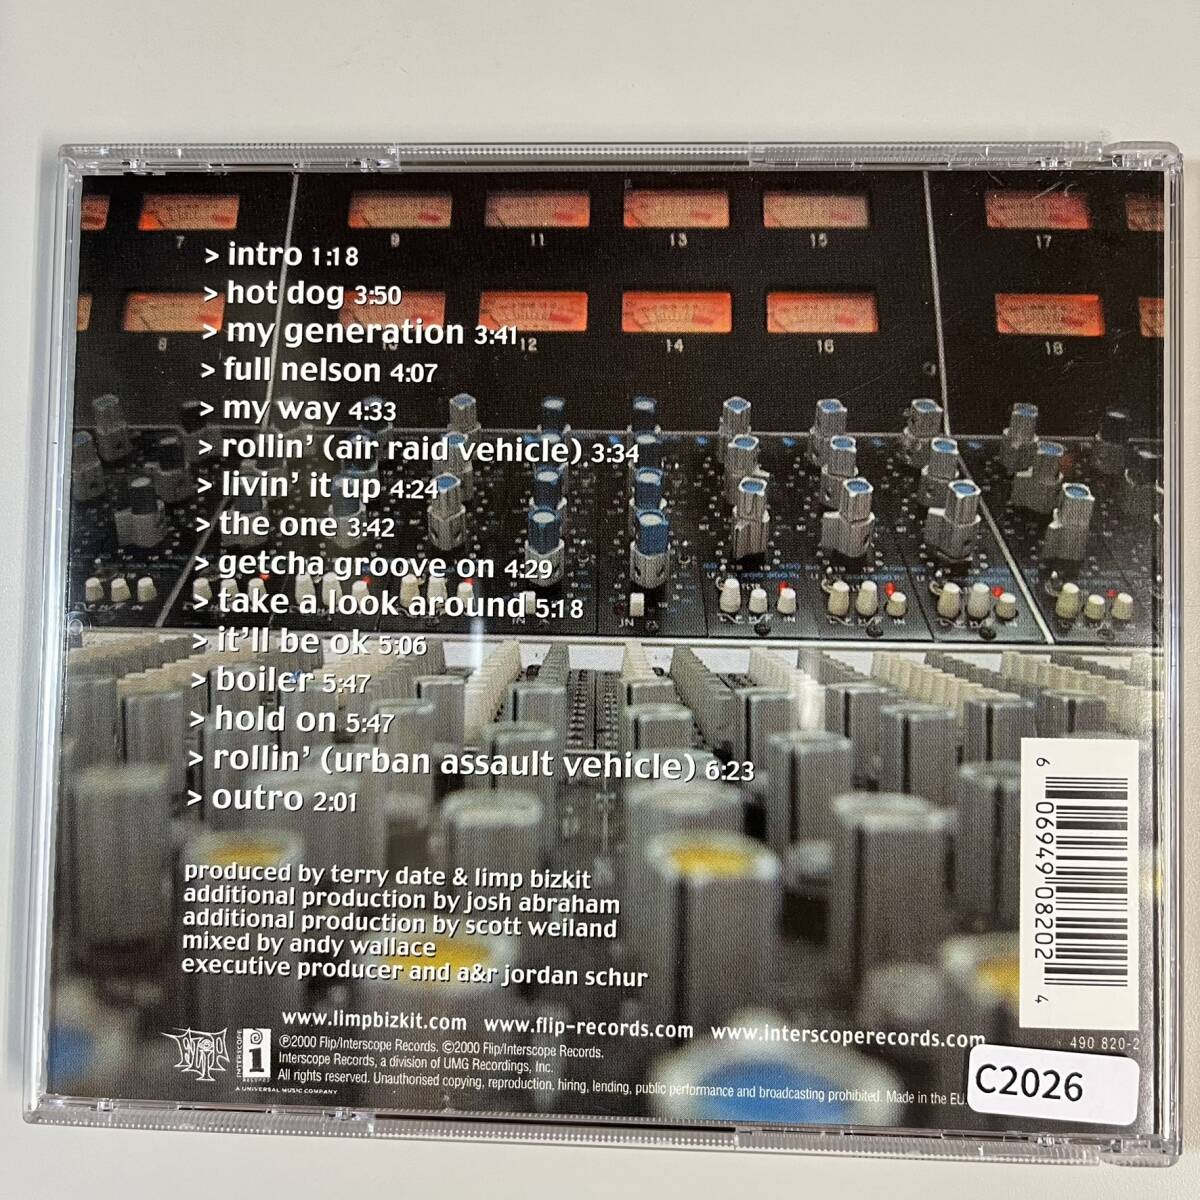 7 9 11 13 15 17
8 10 12 14 16 18
> intro 1:18
> hot dog 3:50
> my generation 3:41
> full nelson 4:07
> my way 4:33
> rollin' (air raid vehicle) 3:34
> livin' it up 4:24
> the one 3:42
> getcha groove on 4:29
> take a look around 5:18
> it'll be ok 5:06
> boiler 5:47
> hold on 5:47
> rollin' (urban assault vehicle) 6:23
> outro 2:01
produced by terry date & limp bizkit
additional production by josh abraham
additional production by scott weiland
mixed by andy wallace
executive producer and a&r jordan schur
www.limpbizkit.com www.flip-records.com www.interscoperecords.com
FLIP
INTERSCOPE
RECORDS
A UNIVERSAL MUSIC COMPANY
℗2000 Flip/Interscope Records. ©2000 Flip/Interscope Records.
Interscope Records, a division of UMG Recordings, Inc.
All rights reserved. Unauthorised copying, reproduction, hiring, lending, public performance and broadcasting prohibited. Made in the EU.
6 06949 08202 4
490 820-2
C2026